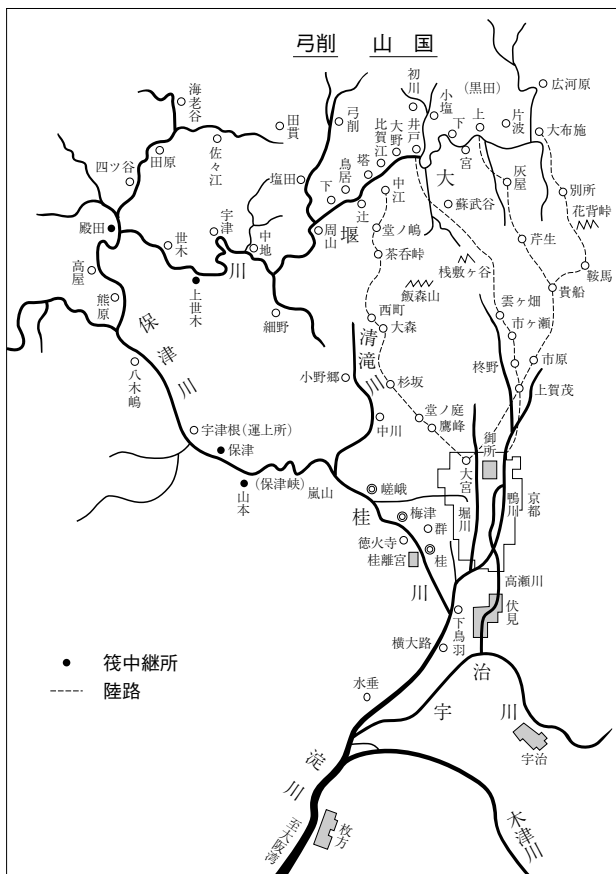 弓削
山国
初川
小塩
(黒田)
広河原
海老谷
田貫
弓削
比賀江
大野
井戸
下
上
片波
大布施
四ツ谷
田原
佐々江
塩田
下
鳥居
塔
中江
宮
灰屋
別所
花背峠
大
蘇武谷
殿田
世木
宇津
中地
周山
辻
堰
堂ノ嶋
茶呑峠
芹生
桟敷ヶ谷
鞍馬
高屋
上世木
川
飯森山
貴船
熊原
細野
西町
大森
雲ヶ畑
市ヶ瀬
保津川
清滝川
八木嶋
小野郷
杉坂
柊野
市原
上賀茂
宇津根(運上所)
中川
堂ノ庭
鷹峰
御所
保津
(保津峡)
嵐山
嵯峨
大宮
山本
桂
梅津
堀川
鴨川
京都
群
徳火寺
桂離宮
桂
川
高瀬川
伏見
下鳥羽
横大路
筏中継所
陸路
水垂
宇
治
川
宇治
淀川
木津川
枚方
至大阪湾